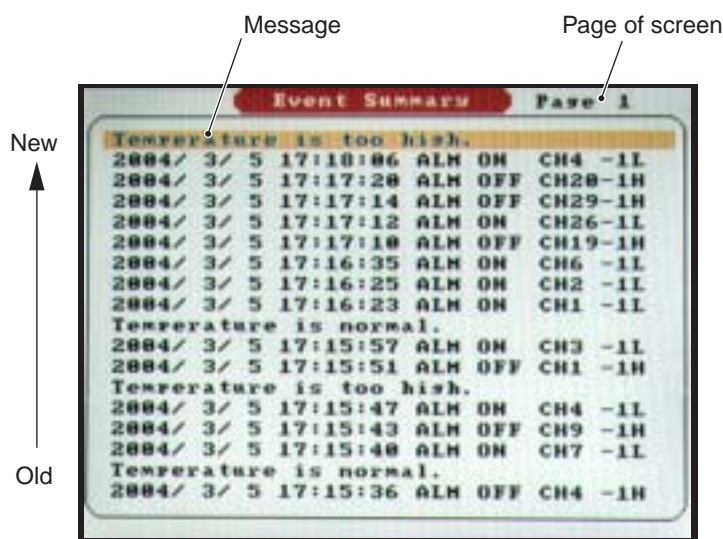 Message
Page of screen
Event Summary Page 1
New
Temperature is too high.
2004/ 3/ 5 17:18:06 ALM ON CH4 -1L
2004/ 3/ 5 17:17:20 ALM OFF CH20-1H
2004/ 3/ 5 17:17:14 ALM OFF CH29-1H
2004/ 3/ 5 17:17:12 ALM ON CH26-1L
2004/ 3/ 5 17:17:10 ALM OFF CH19-1H
2004/ 3/ 5 17:16:35 ALM ON CH6 -1L
2004/ 3/ 5 17:16:25 ALM ON CH2 -1L
2004/ 3/ 5 17:16:23 ALM ON CH1 -1L
Temperature is normal.
2004/ 3/ 5 17:15:57 ALM ON CH3 -1L
2004/ 3/ 5 17:15:51 ALM OFF CH1 -1H
Temperature is too high.
2004/ 3/ 5 17:15:47 ALM ON CH4 -1L
2004/ 3/ 5 17:15:43 ALM OFF CH9 -1H
2004/ 3/ 5 17:15:40 ALM ON CH7 -1L
Temperature is normal.
2004/ 3/ 5 17:15:36 ALM OFF CH4 -1H
Old